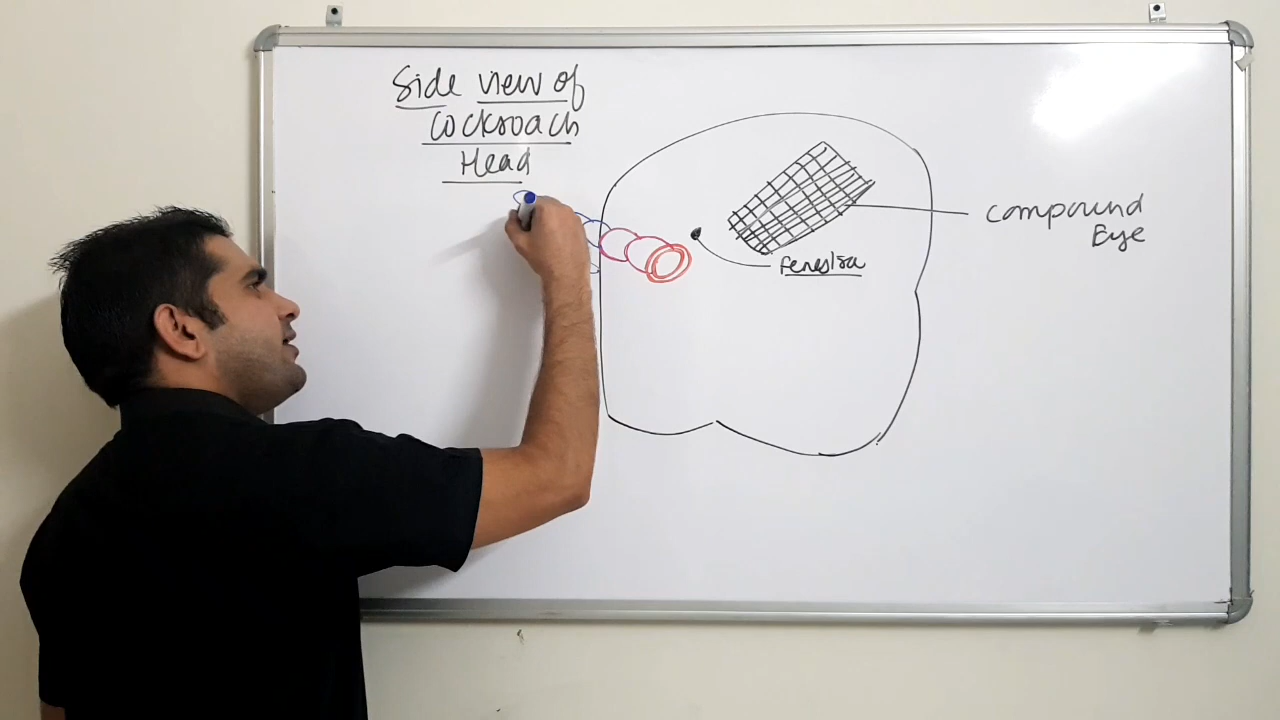 Side view of
Cockroach
Head
Compound
Eye
Fenestra